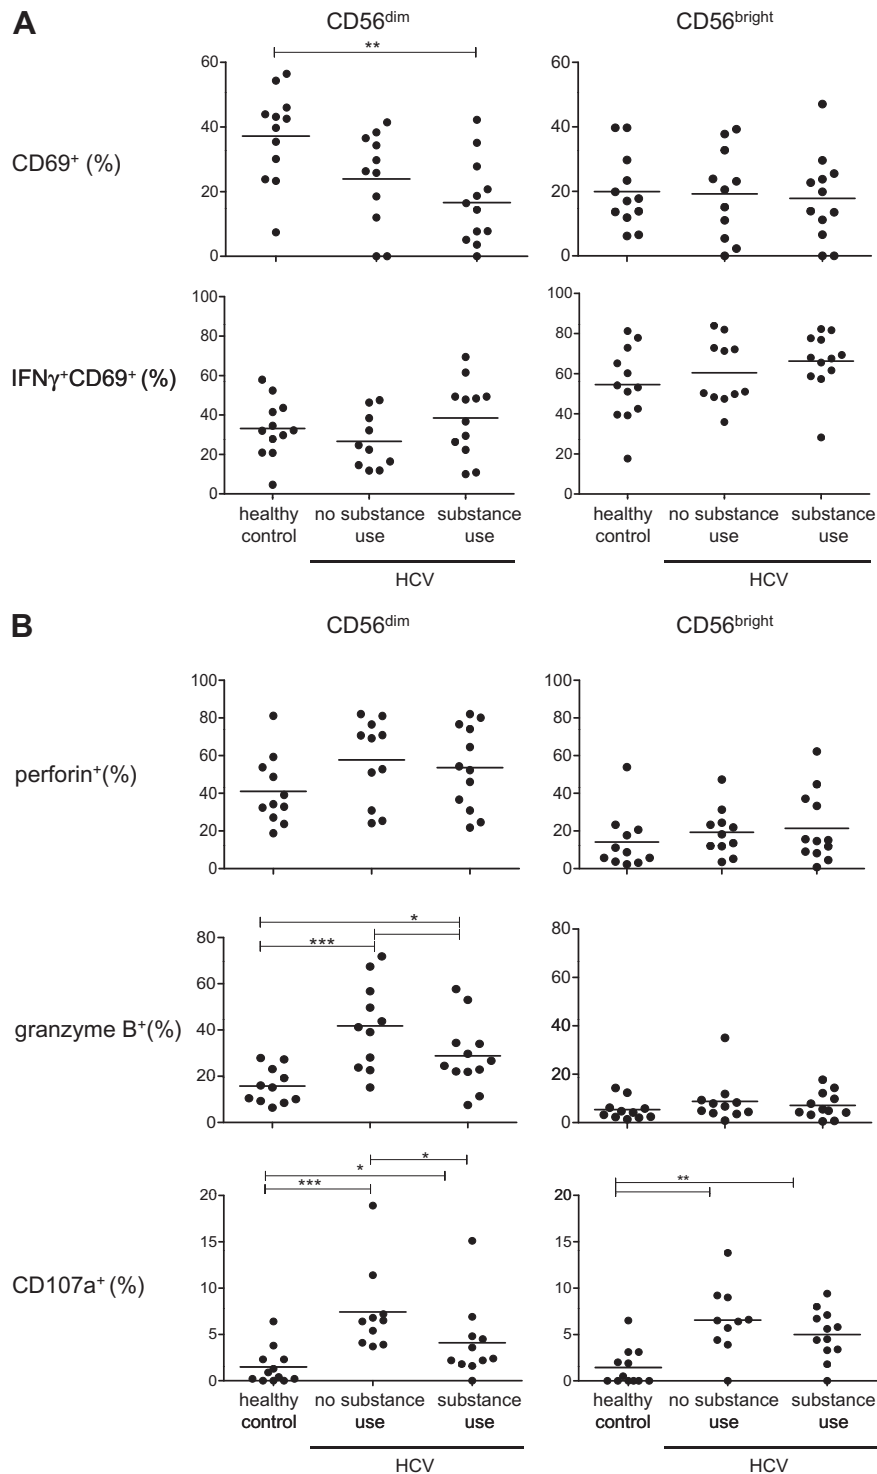 A
CD56dim
CD56bright
**
CD69+ (%)
60
40
20
0
60
40
20
0
IFNγ+CD69+ (%)
100
80
60
40
20
0
100
80
60
40
20
0
healthy control
no substance use
substance use
HCV
healthy control
no substance use
substance use
HCV
B
CD56dim
CD56bright
perforin+(%)
100
80
60
40
20
0
100
80
60
40
20
0
*
***
granzyme B+(%)
80
60
40
20
0
80
60
40
20
0
*
*
***
**
CD107a+ (%)
20
15
10
5
0
20
15
10
5
0
healthy control
no substance use
substance use
HCV
healthy control
no substance use
substance use
HCV